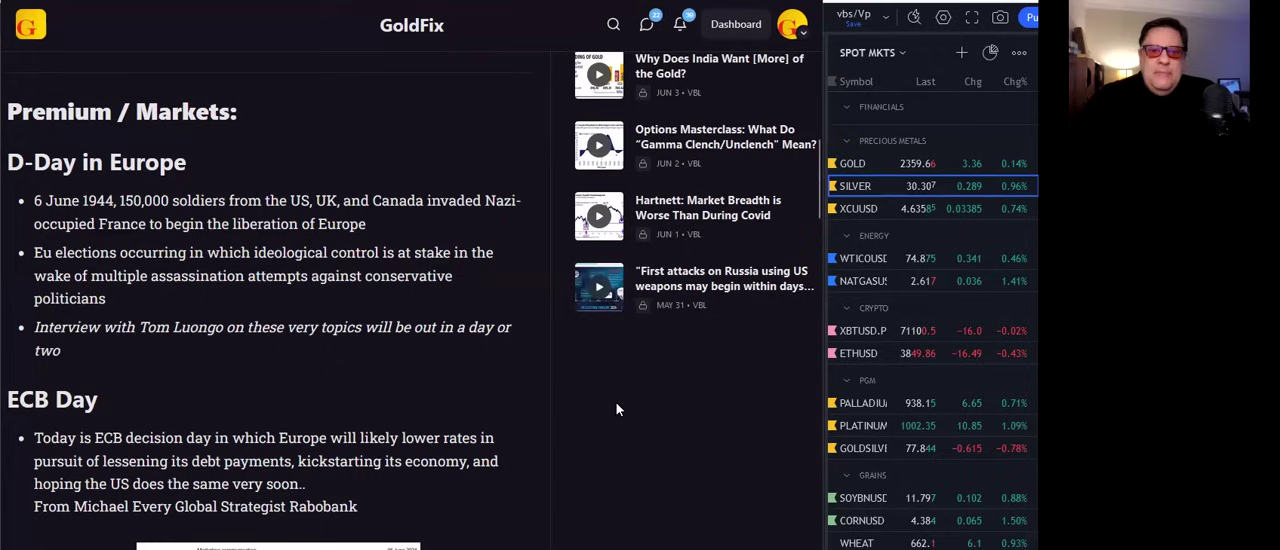 G
GoldFix
22
Dashboard
G
Premium / Markets:
D-Day in Europe
6 June 1944, 150,000 soldiers from the US, UK, and Canada invaded Nazi-
occupied France to begin the liberation of Europe
Eu elections occurring in which ideological control is at stake in the
wake of multiple assassination attempts against conservative
politicians
Interview with Tom Luongo on these very topics will be out in a day or
two
ECB Day
Today is ECB decision day in which Europe will likely lower rates in
pursuit of lessening its debt payments, kickstarting its economy, and
hoping the US does the same very soon..
From Michael Every Global Strategist Rabobank
Why Does India Want [More] of
the Gold?
JUN 3 • VBL
Options Masterclass: What Do
“Gamma Clench/Unclench" Mean?
JUN 2 • VBL
Hartnett: Market Breadth is
Worse Than During Covid
JUN 1 • VBL
"First attacks on Russia using US
weapons may begin within days...
MAY 31 • VBL
vbs/Vp
Save
Pu
SPOT MKTS
Symbol Last Chg Chg%
FINANCIALS
PRECIOUS METALS
GOLD 2359.66 3.36 0.14%
SILVER 30.307 0.289 0.96%
XCUUSD 4.63585 0.03385 0.74%
ENERGY
WTICOUSD 74.875 0.341 0.46%
NATGASUS 2.617 0.036 1.41%
CRYPTO
XBTUSD.P 71100.5 −16.0 −0.02%
ETHUSD 3849.86 −16.49 −0.43%
PGM
PALLADIU 938.15 6.65 0.71%
PLATINUM 1002.35 10.85 1.09%
GOLDSILVE 77.844 −0.615 −0.78%
GRAINS
SOYBNUSD 11.797 0.102 0.88%
CORNUSD 4.384 0.065 1.50%
WHEAT 662.1 6.1 0.93%